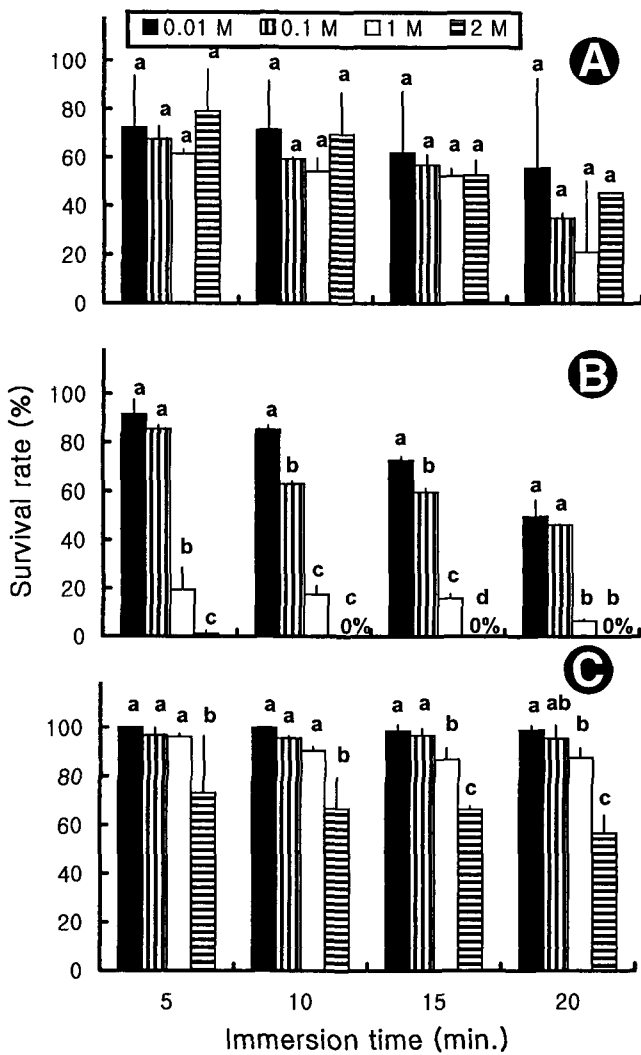 0.01 M 0.1 M 1 M 2 M
A
100
80
60
40
20
0
a a a a a a a a a a a a a a a a
B
100
80
60
40
20
0
a a b c a b c c 0% a b c d 0% a a b b 0%
Survival rate (%)
C
100
80
60
40
20
0
a a a b a a a b a a b c a ab b c
5 10 15 20
Immersion time (min.)